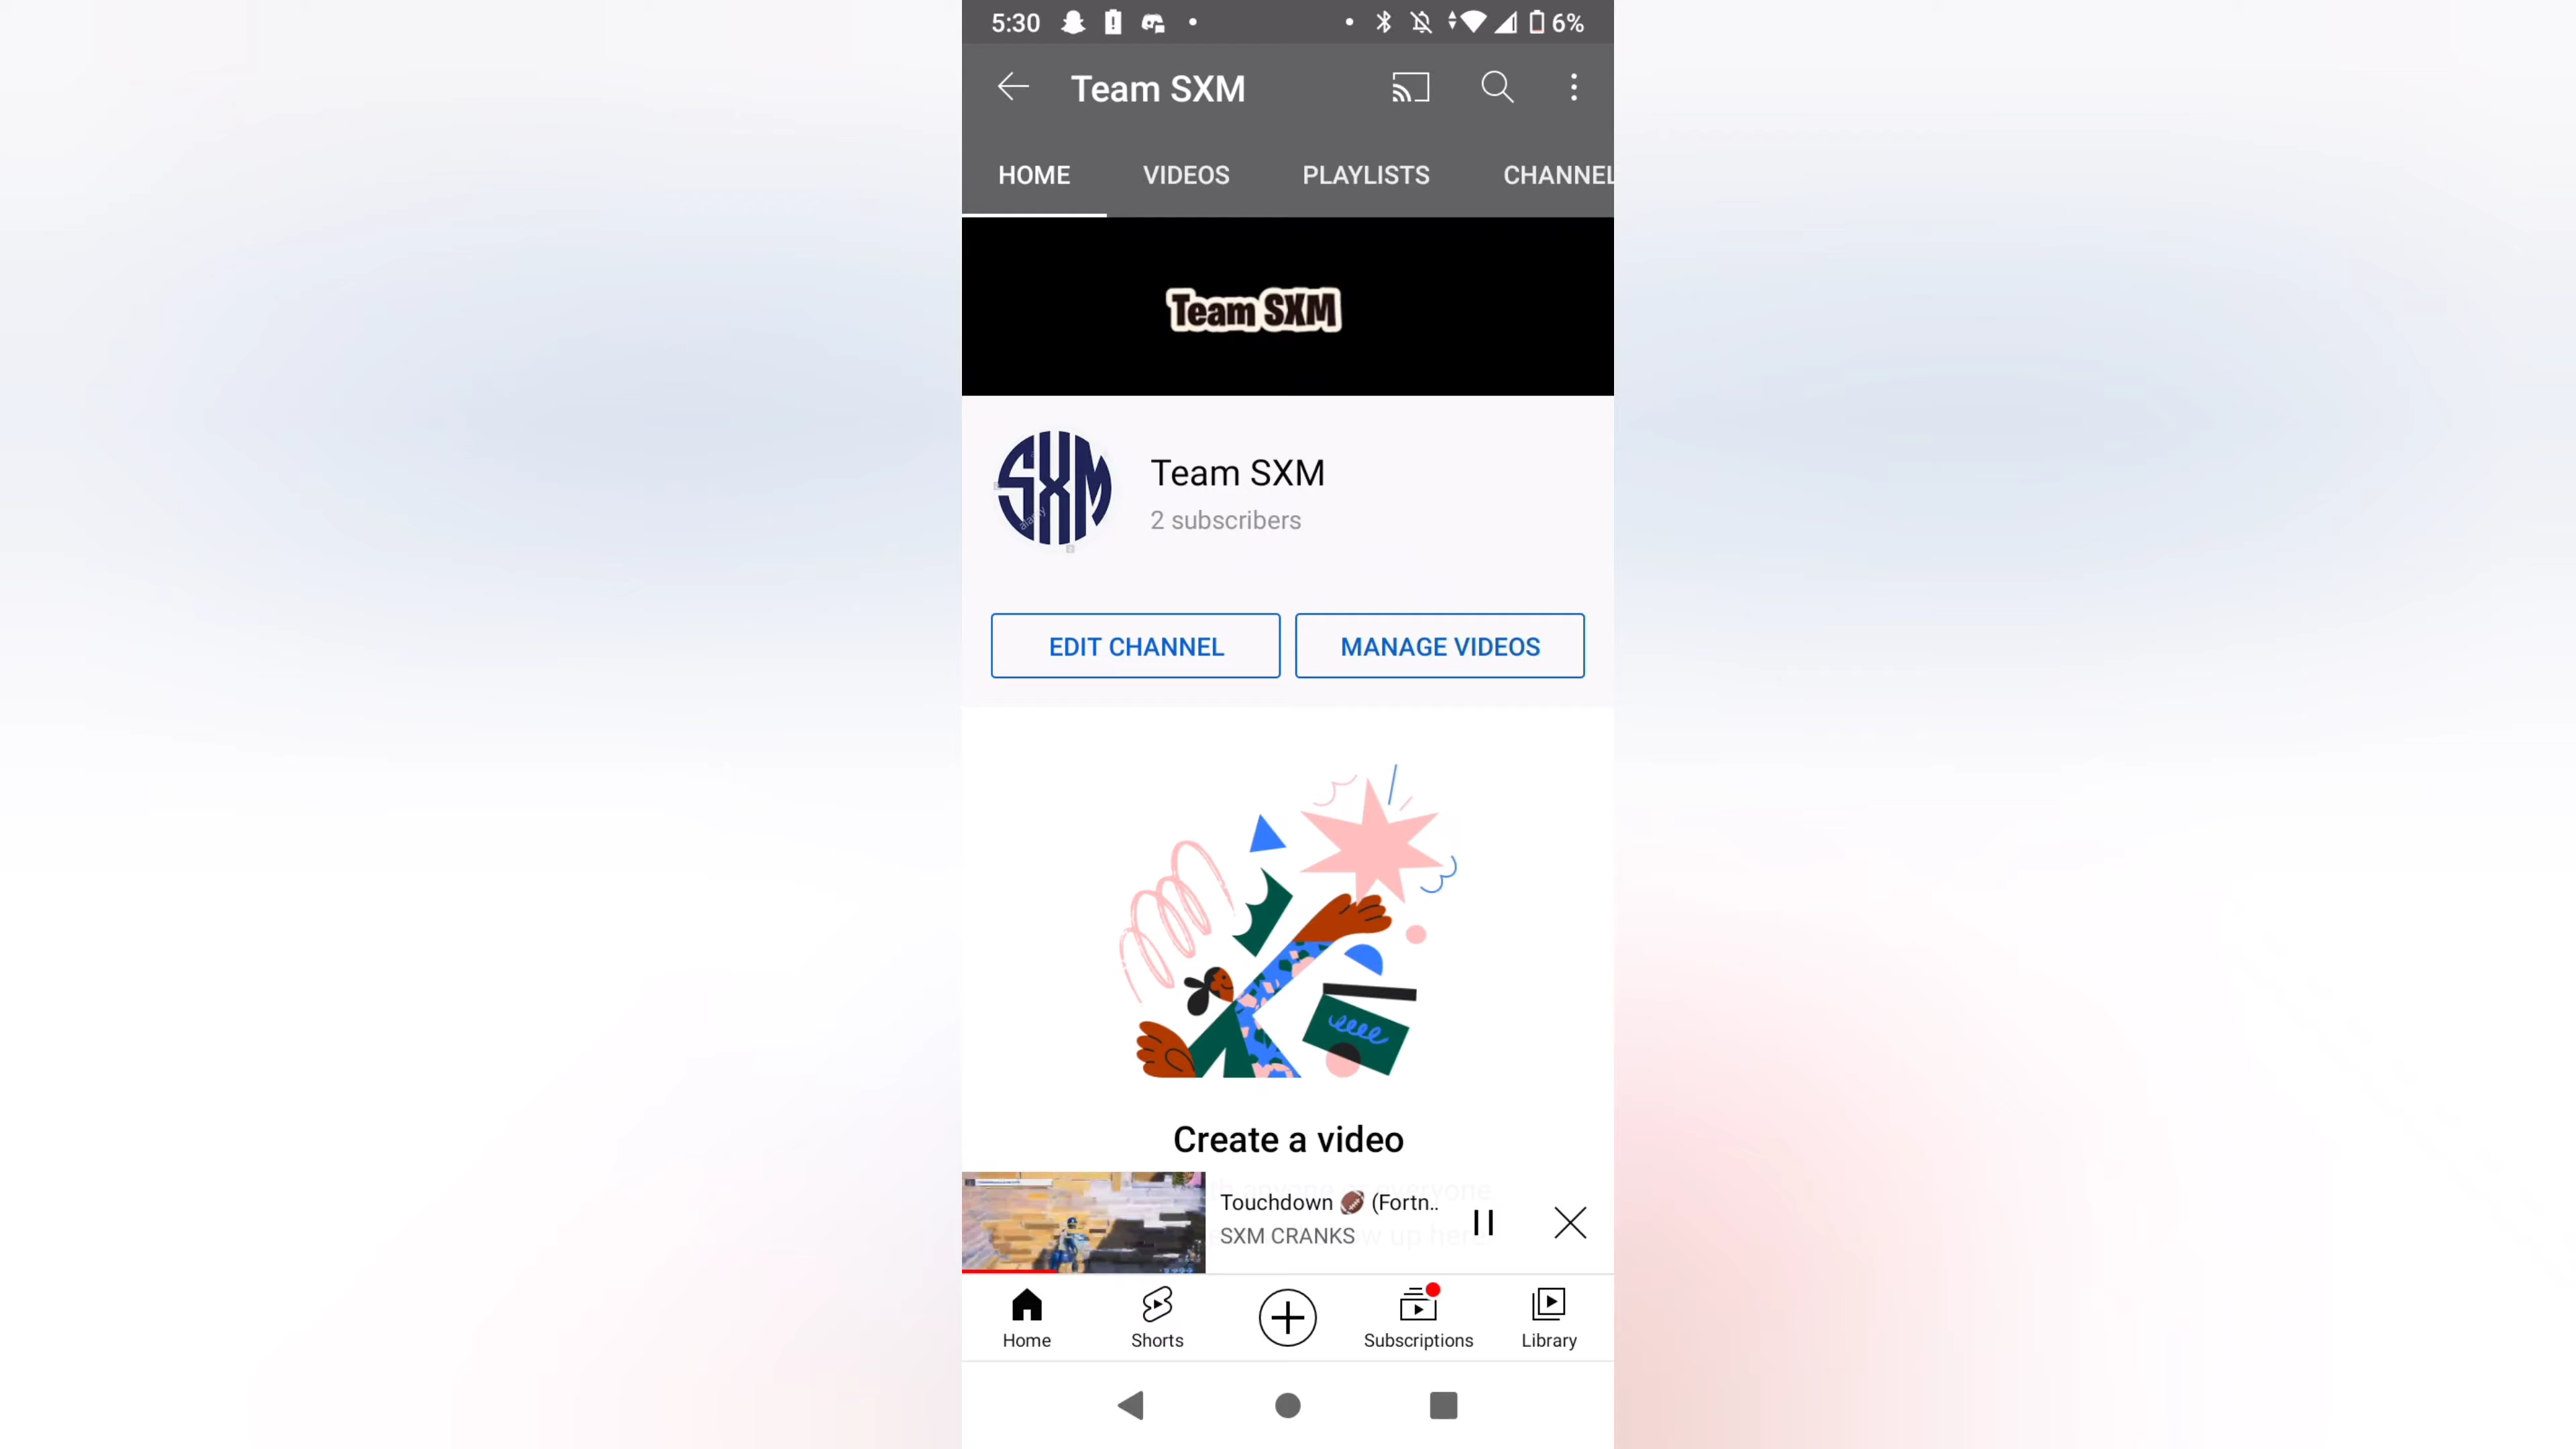 5:30
6%
Team SXM
HOME VIDEOS PLAYLISTS CHANNEL
Team SXM
SXM
alamy
Team SXM
2 subscribers
EDIT CHANNEL
MANAGE VIDEOS
Create a video
Touchdown 🏈 (Fortn..
SXM CRANKS
Home
Shorts
Subscriptions
Library